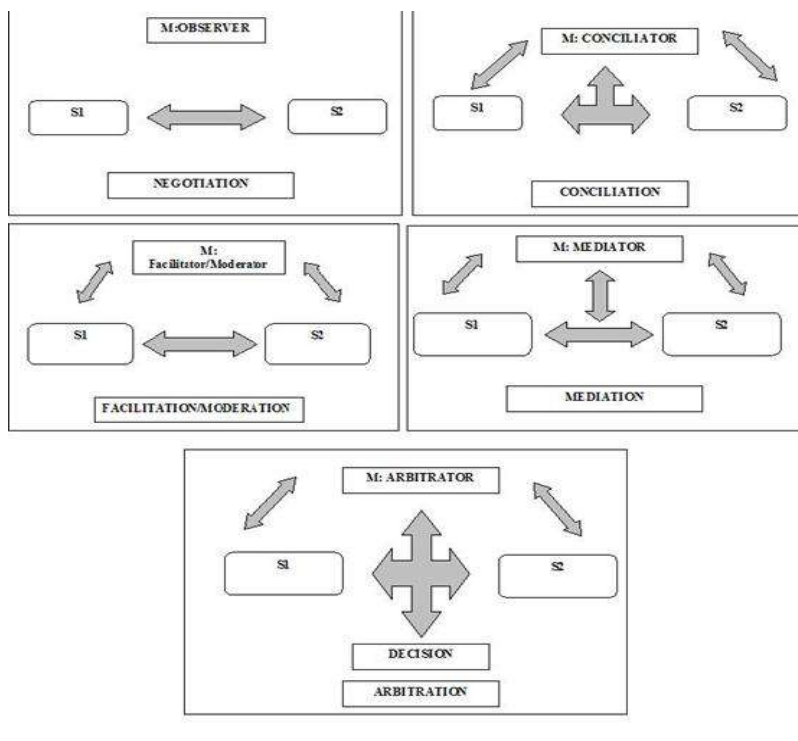 M:OBSERVER
S1
S2
NEGOTIATION
M: CONCILIATOR
S1
S2
CONCILIATION
M:
Facilitator/Moderator
S1
S2
FACILITATION/MODERATION
M: MEDIATOR
S1
S2
MEDIATION
M: ARBITRATOR
S1
S2
DECISION
ARBITRATION